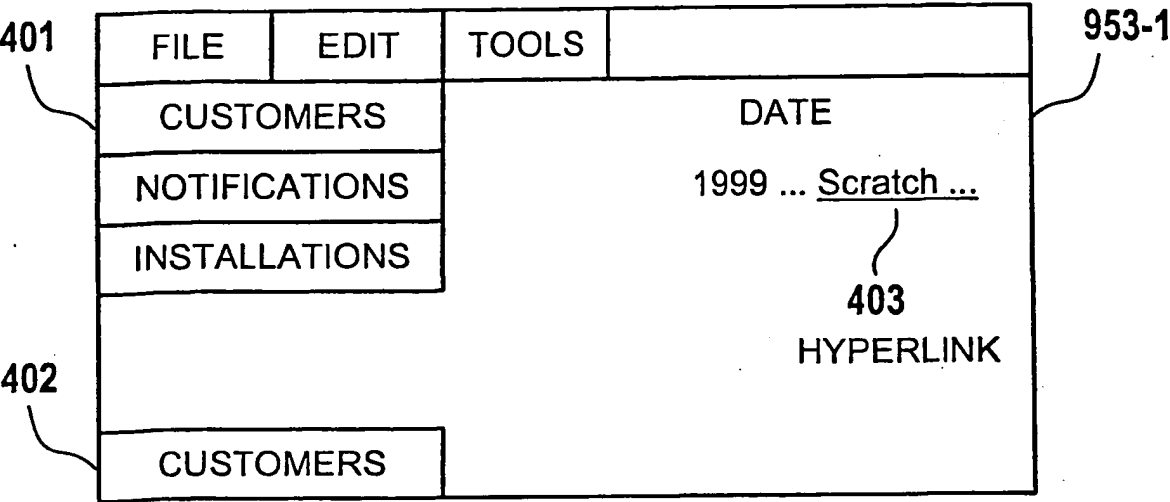 401 FILE EDIT TOOLS 953-1
CUSTOMERS DATE
NOTIFICATIONS 1999 ... Scratch ...
INSTALLATIONS
403
HYPERLINK
402
CUSTOMERS